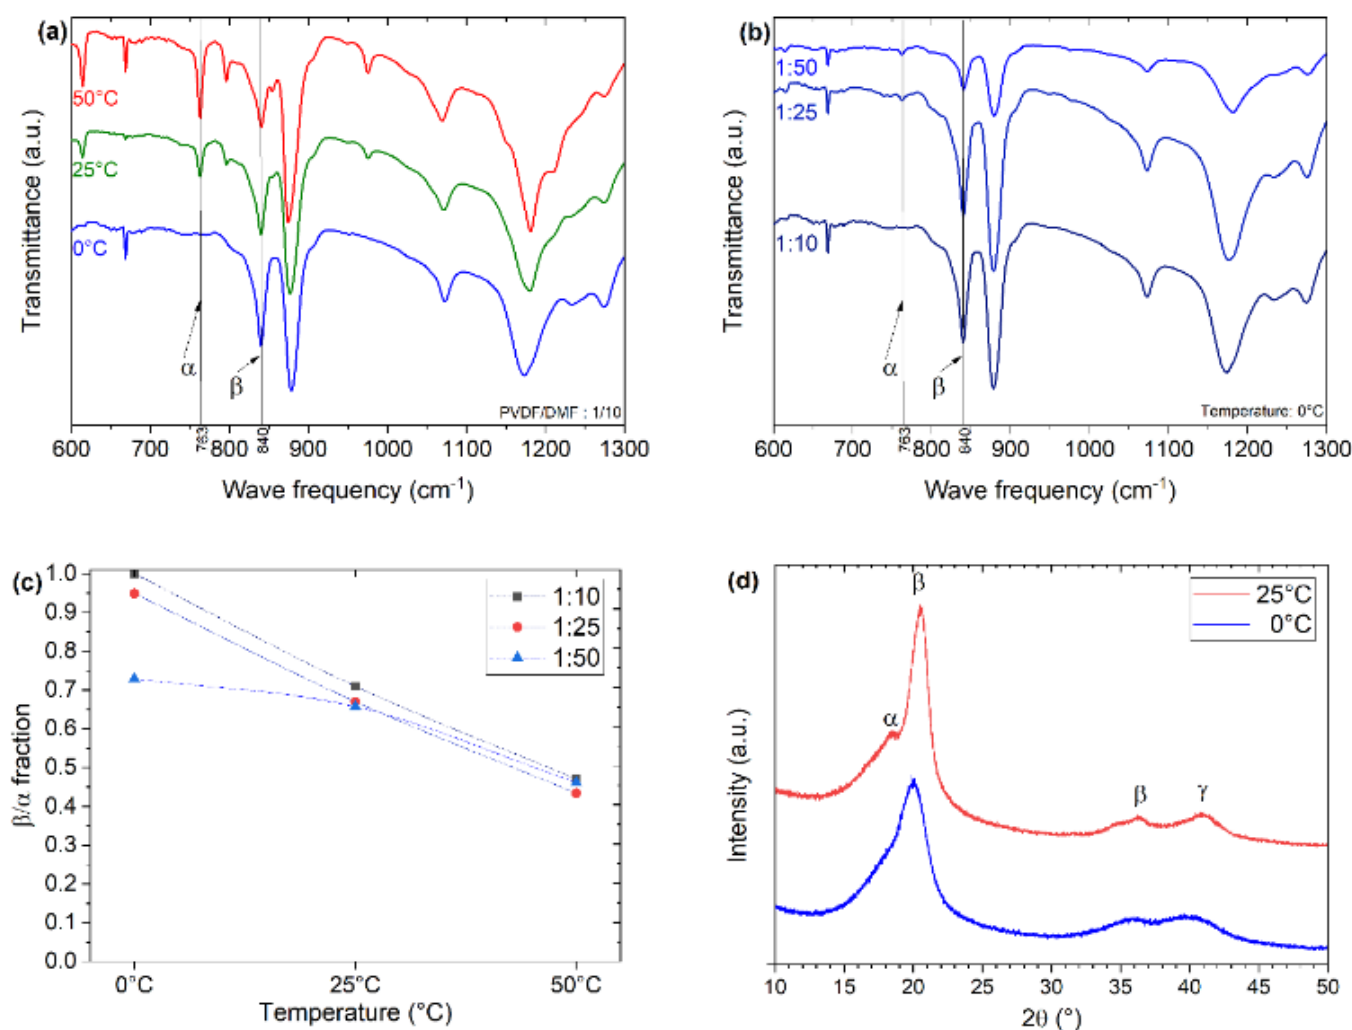 (a)
50°C
25°C
0°C
α
β
PVDF/DMF : 1/10
763
840
600 700 800 900 1000 1100 1200 1300
Wave frequency (cm⁻¹)
Transmittance (a.u.)
(b)
1:50
1:25
1:10
α
β
Temperature: 0°C
763
840
600 700 800 900 1000 1100 1200 1300
Wave frequency (cm⁻¹)
Transmittance (a.u.)
(c)
1.0
0.9
0.8
0.7
0.6
0.5
0.4
0.3
0.2
0.1
0.0
1:10
1:25
1:50
β/α fraction
0°C 25°C 50°C
Temperature (°C)
(d)
25°C
0°C
β
α
β
γ
Intensity (a.u.)
10 15 20 25 30 35 40 45 50
2θ (°)